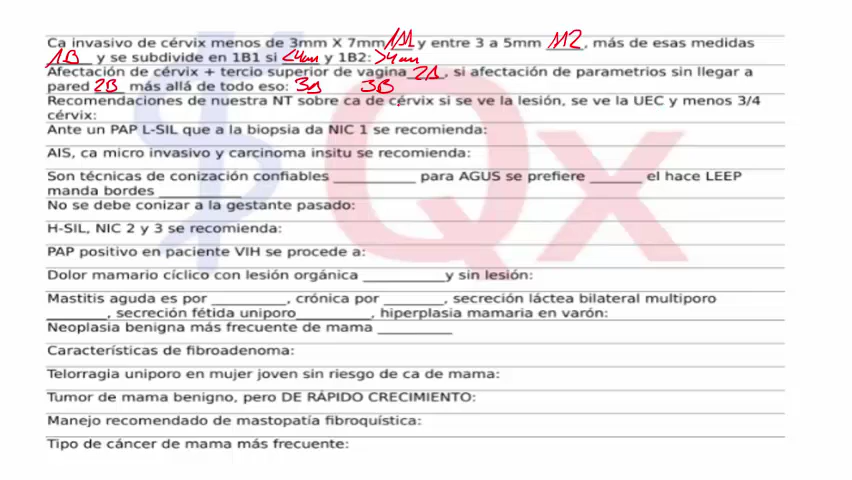 Ca invasivo de cérvix menos de 3mm X 7mm 1A1 y entre 3 a 5mm 1A2, más de esas medidas
1B y se subdivide en 1B1 si <4cm y 1B2: >4cm
Afectación de cérvix + tercio superior de vagina 2A, si afectación de parametrios sin llegar a
pared 2B más allá de todo eso: 3A 3B
Recomendaciones de nuestra NT sobre ca de cérvix si se ve la lesión, se ve la UEC y menos 3/4
cérvix:
Ante un PAP L-SIL que a la biopsia da NIC 1 se recomienda:
AIS, ca micro invasivo y carcinoma insitu se recomienda:
Son técnicas de conización confiables __________ para AGUS se prefiere ______ el hace LEEP
manda bordes __________
No se debe conizar a la gestante pasado:
H-SIL, NIC 2 y 3 se recomienda:
PAP positivo en paciente VIH se procede a:
Dolor mamario cíclico con lesión orgánica __________y sin lesión:
Mastitis aguda es por _________, crónica por _______, secreción láctea bilateral multiporo
_______, secreción fétida uniporo_________, hiperplasia mamaria en varón:
Neoplasia benigna más frecuente de mama _________
Características de fibroadenoma:
Telorragia uniporo en mujer joven sin riesgo de ca de mama:
Tumor de mama benigno, pero DE RÁPIDO CRECIMIENTO:
Manejo recomendado de mastopatía fibroquística:
Tipo de cáncer de mama más frecuente:
Qx